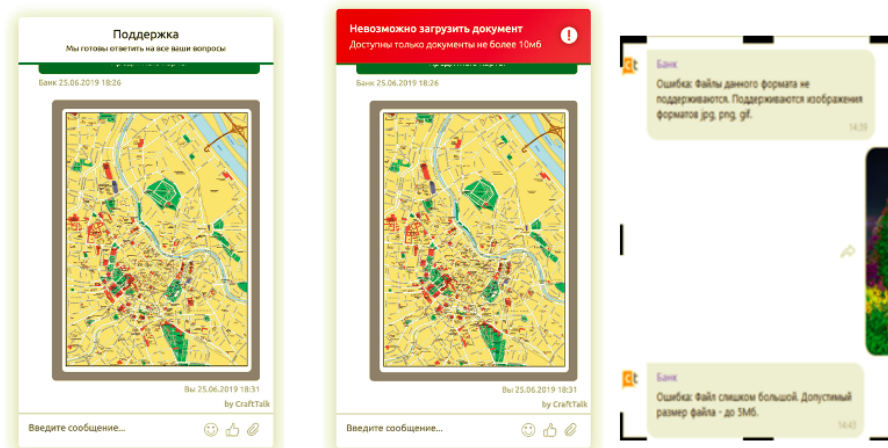 Поддержка
Мы готовы ответить на все ваши вопросы
Банк 25.06.2019 18:26
Вы 25.06.2019 18:31
by CraftTalk
Введите сообщение...
Невозможно загрузить документ
Доступны только документы не более 10мб
Банк 25.06.2019 18:26
Вы 25.06.2019 18:31
by CraftTalk
Введите сообщение...
ct Банк
Ошибка: Файлы данного формата не
поддерживаются. Поддерживаются изображения
форматов jpg, png, gif.
14:39
ct Банк
Ошибка: Файл слишком большой. Допустимый
размер файла - до 5Мб.
14:43